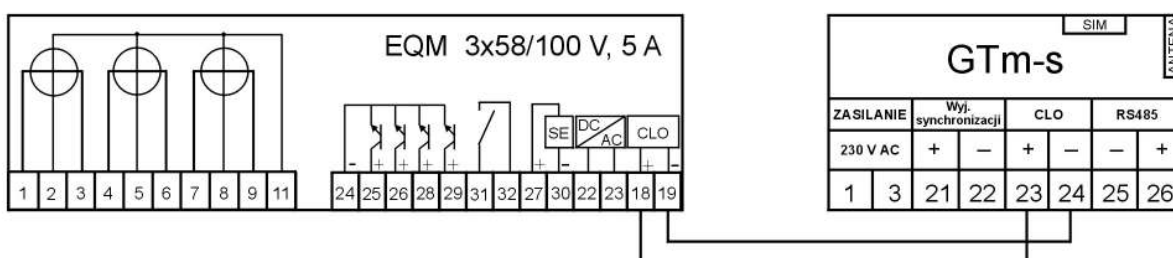 EQM 3x58/100 V, 5 A
SE DC AC CLO
- + + + + + - + -
1 2 3 4 5 6 7 8 9 11 24 25 26 28 29 31 32 27 30 22 23 18 19
SIM
ANTENA
GTm-s
ZASILANIE Wyj. synchronizacji CLO RS485
230 V AC + – + – – +
1 3 21 22 23 24 25 26